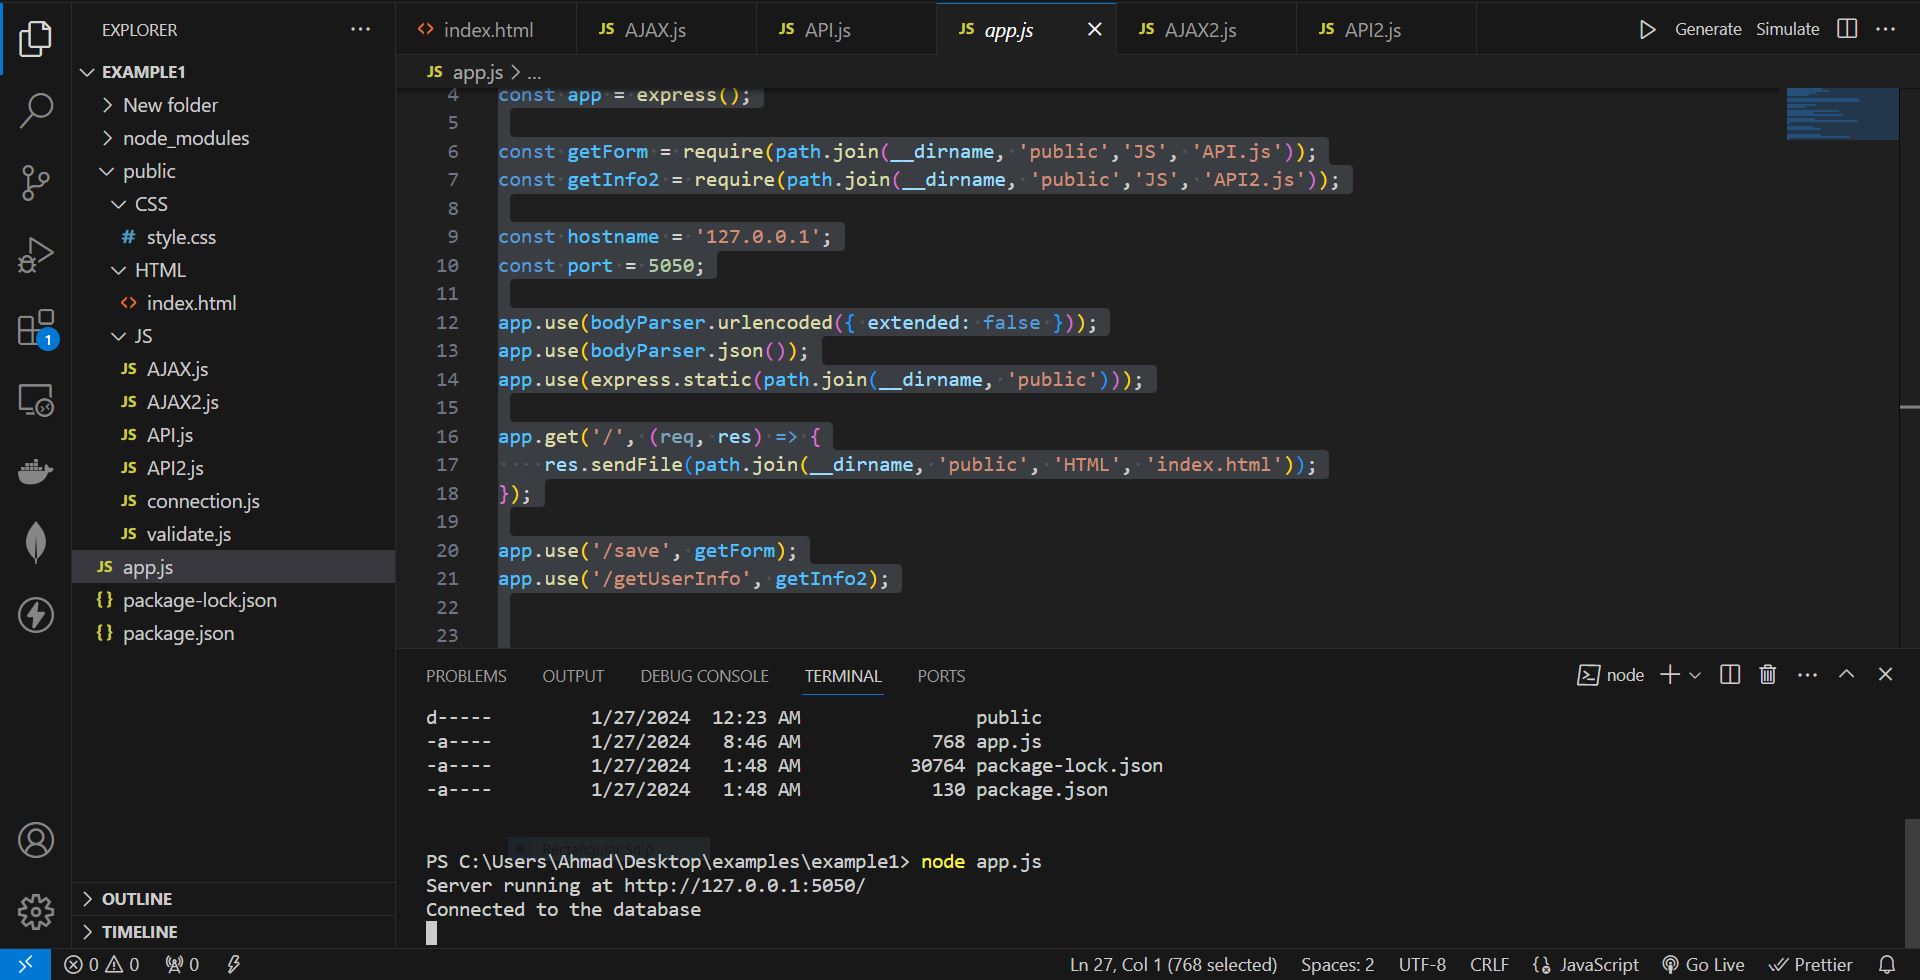 EXPLORER
EXAMPLE1
New folder
node_modules
public
CSS
# style.css
HTML
<> index.html
JS
JS AJAX.js
JS AJAX2.js
JS API.js
JS API2.js
JS connection.js
JS validate.js
JS app.js
{} package-lock.json
{} package.json
OUTLINE
TIMELINE
1
<> index.html JS AJAX.js JS API.js JS app.js JS AJAX2.js JS API2.js Generate Simulate
JS app.js > ...
4 const app = express();
5
6 const getForm = require(path.join(__dirname, 'public','JS', 'API.js'));
7 const getInfo2 = require(path.join(__dirname, 'public','JS', 'API2.js'));
8
9 const hostname = '127.0.0.1';
10 const port = 5050;
11
12 app.use(bodyParser.urlencoded({ extended: false }));
13 app.use(bodyParser.json());
14 app.use(express.static(path.join(__dirname, 'public')));
15
16 app.get('/', (req, res) => {
17 res.sendFile(path.join(__dirname, 'public', 'HTML', 'index.html'));
18 });
19
20 app.use('/save', getForm);
21 app.use('/getUserInfo', getInfo2);
22
23
PROBLEMS OUTPUT DEBUG CONSOLE TERMINAL PORTS node
d----- 1/27/2024 12:23 AM public
-a---- 1/27/2024 8:46 AM 768 app.js
-a---- 1/27/2024 1:48 AM 30764 package-lock.json
-a---- 1/27/2024 1:48 AM 130 package.json
Rectangular Snip
PS C:\Users\Ahmad\Desktop\examples\example1> node app.js
Server running at http://127.0.0.1:5050/
Connected to the database
0 0 0 Ln 27, Col 1 (768 selected) Spaces: 2 UTF-8 CRLF JavaScript Go Live Prettier